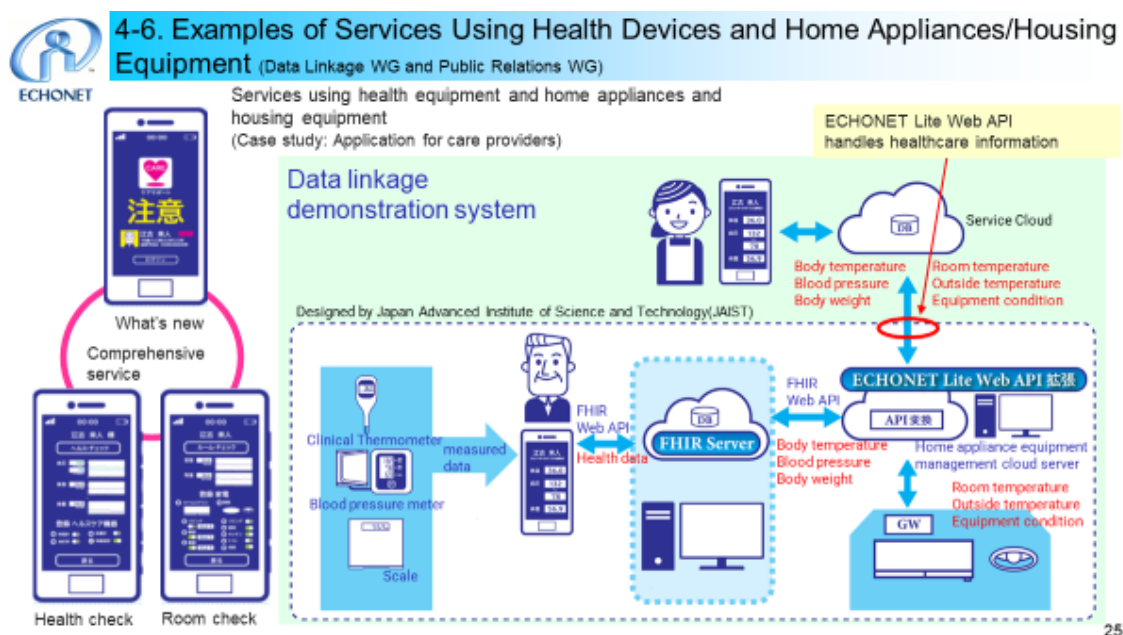 4-6. Examples of Services Using Health Devices and Home Appliances/Housing
Equipment (Data Linkage WG and Public Relations WG)
ECHONET
Services using health equipment and home appliances and
housing equipment
(Case study: Application for care providers)
ECHONET Lite Web API
handles healthcare information
CARE
注意
What's new
Comprehensive
service
Health check
Room check
Data linkage
demonstration system
DB
Service Cloud
Body temperature
Blood pressure
Body weight
Room temperature
Outside temperature
Equipment condition
Designed by Japan Advanced Institute of Science and Technology(JAIST)
Clinical Thermometer
Blood pressure meter
Scale
measured
data
FHIR
Web API
Health data
DB
FHIR Server
FHIR
Web API
Body temperature
Blood pressure
Body weight
ECHONET Lite Web API 拡張
API変換
Home appliance equipment
management cloud server
Room temperature
Outside temperature
Equipment condition
GW
25